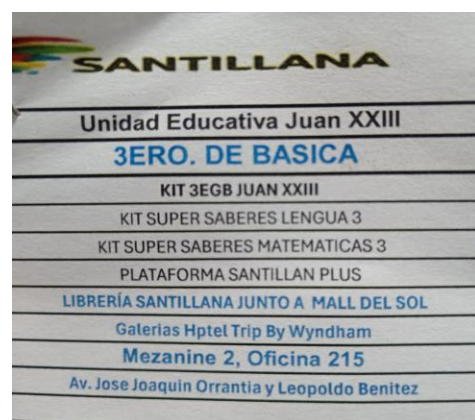 SANTILLANA
Unidad Educativa Juan XXIII
3ERO. DE BASICA
KIT 3EGB JUAN XXIII
KIT SUPER SABERES LENGUA 3
KIT SUPER SABERES MATEMATICAS 3
PLATAFORMA SANTILLAN PLUS
LIBRERÍA SANTILLANA JUNTO A MALL DEL SOL
Galerias Hptel Trip By Wyndham
Mezanine 2, Oficina 215
Av. Jose Joaquin Orrantia y Leopoldo Benitez